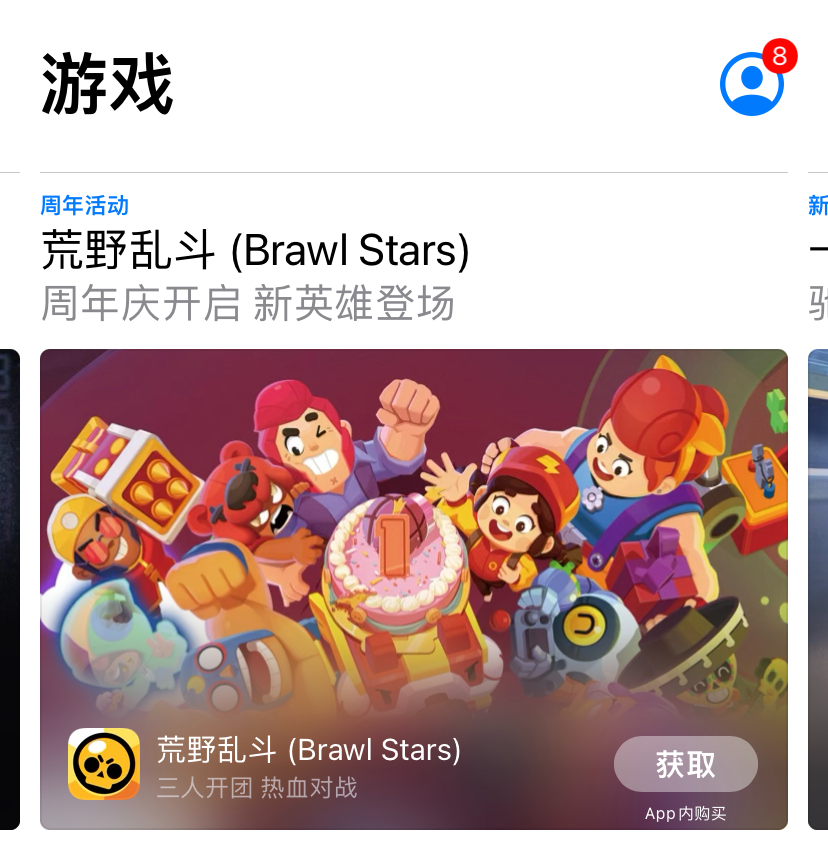 游戏
8
周年活动
荒野乱斗 (Brawl Stars)
周年庆开启 新英雄登场
新
1
荒野乱斗 (Brawl Stars)
三人开团 热血对战
获取
App内购买